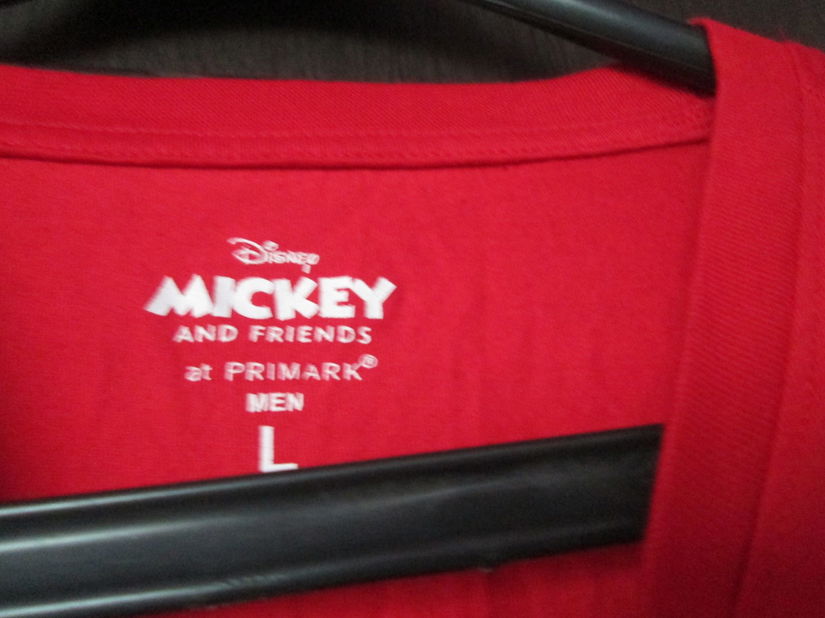 Disney
MICKEY
AND FRIENDS
at PRIMARK®
MEN
L